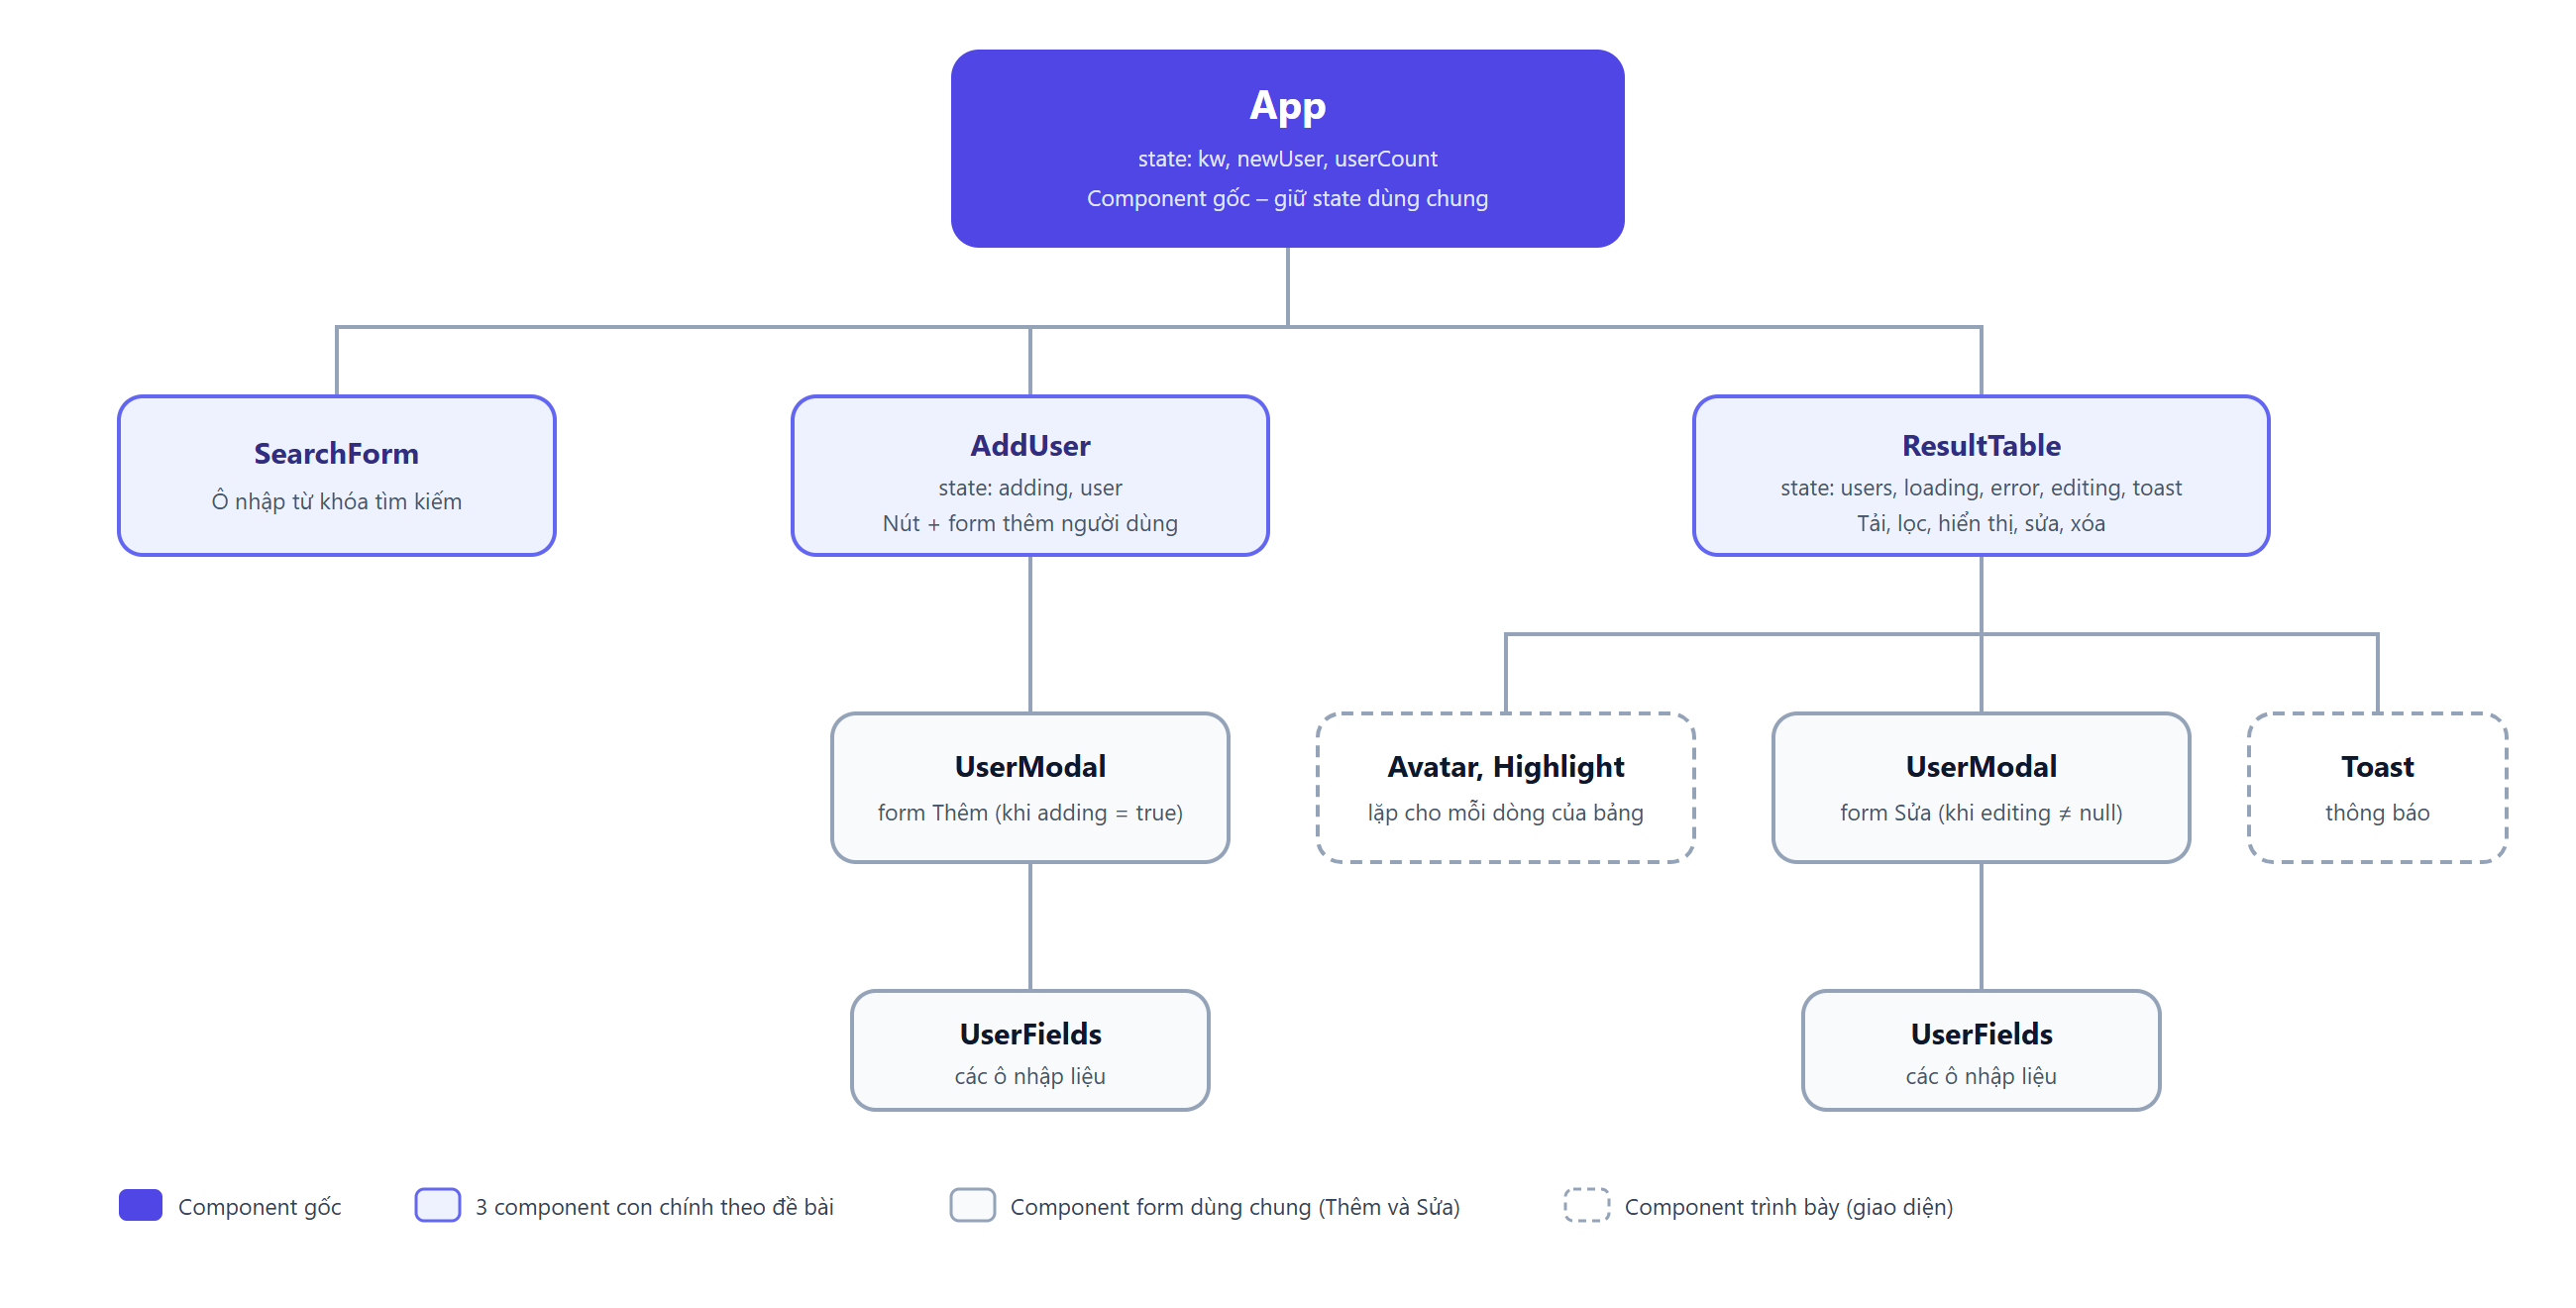 App
state: kw, newUser, userCount
Component gốc – giữ state dùng chung
SearchForm
Ô nhập từ khóa tìm kiếm
AddUser
state: adding, user
Nút + form thêm người dùng
ResultTable
state: users, loading, error, editing, toast
Tải, lọc, hiển thị, sửa, xóa
UserModal
form Thêm (khi adding = true)
Avatar, Highlight
lặp cho mỗi dòng của bảng
UserModal
form Sửa (khi editing ≠ null)
Toast
thông báo
UserFields
các ô nhập liệu
UserFields
các ô nhập liệu
Component gốc
3 component con chính theo đề bài
Component form dùng chung (Thêm và Sửa)
Component trình bày (giao diện)